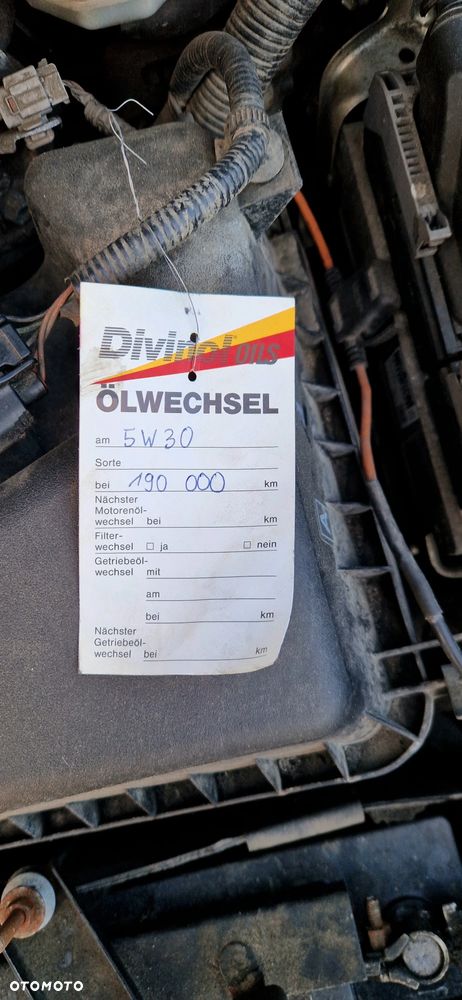 Divinol
ÖLWECHSEL
am 5W30
Sorte
bei 190 000 km
Nächster
Motorenöl-
wechsel bei km
Filter-
wechsel ☐ ja ☐ nein
Getriebeöl-
wechsel mit
am
bei km
Nächster
Getriebeöl-
wechsel bei km
OTOMOTO